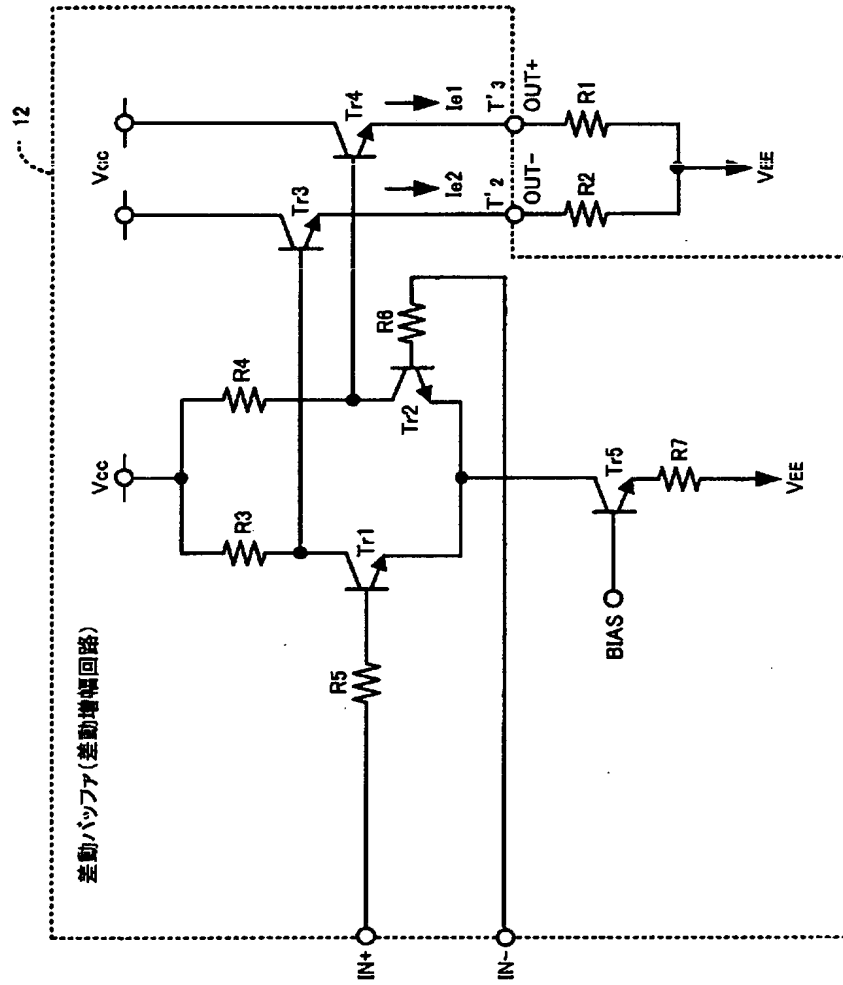 12
差動バッファ(差動増幅回路)
Vcc
Vcc
R3
R4
Tr3
Tr4
Ie2
Ie1
T'2
T'3
OUT-
OUT+
R2
R1
VEE
R6
Tr1
Tr2
R5
IN+
IN-
BIAS
Tr5
R7
VEE